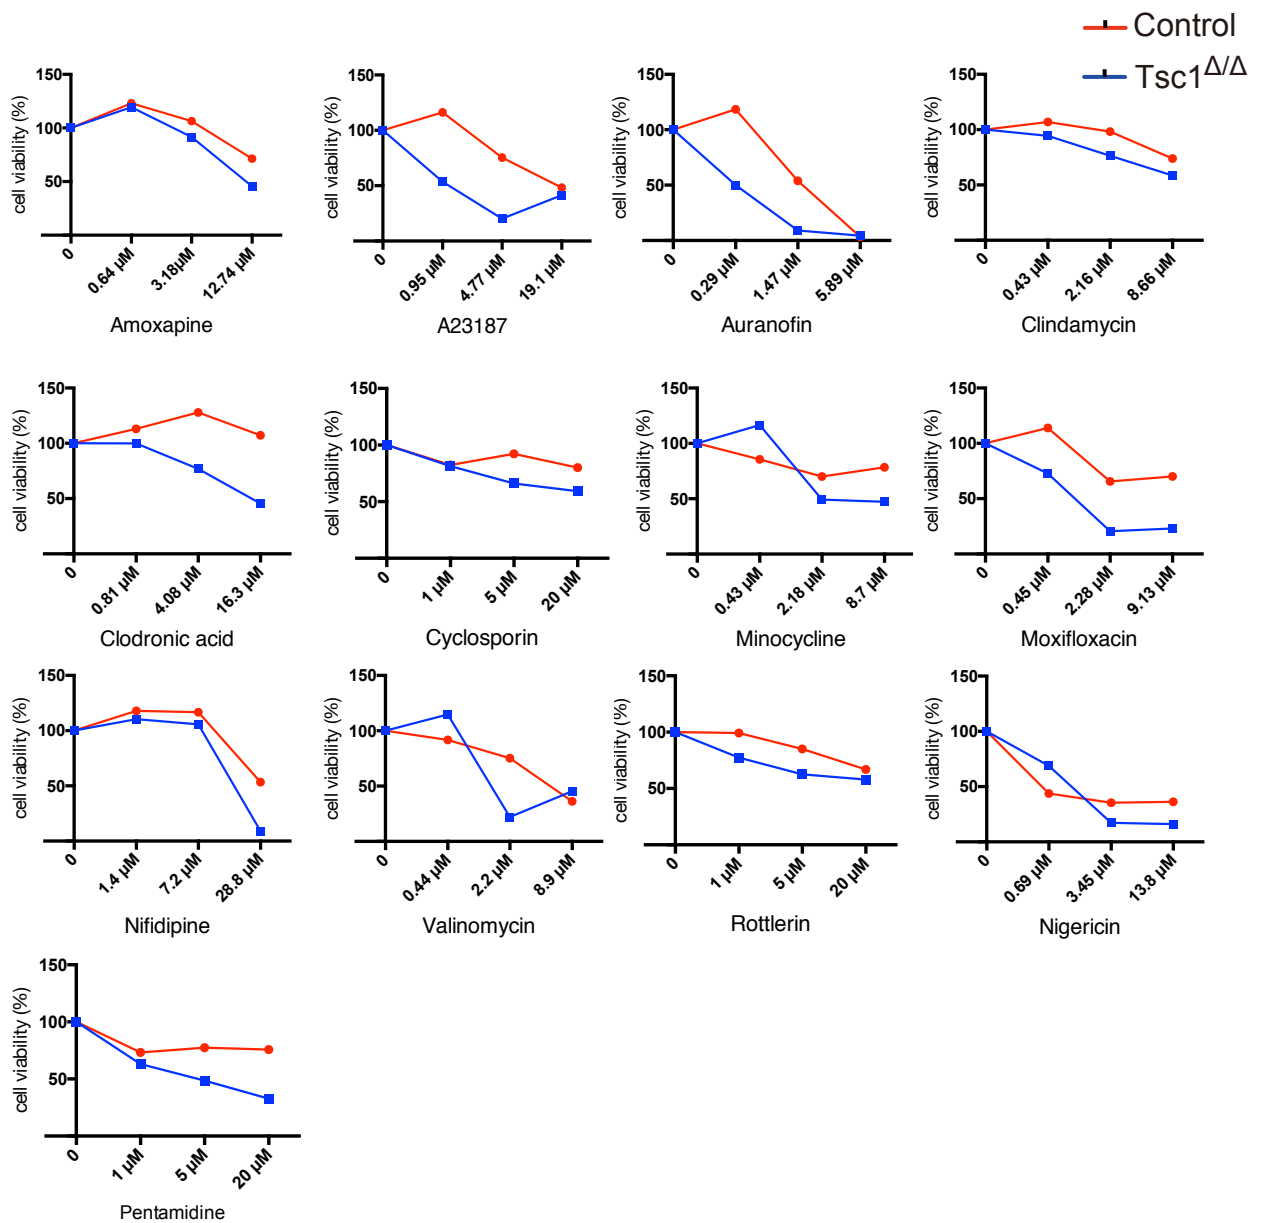 Control
Tsc1Δ/Δ
cell viability (%)
150
100
50
0
0.64 µM
3.18µM
12.74 µM
Amoxapine
cell viability (%)
150
100
50
0
0.95 µM
4.77 µM
19.1 µM
A23187
cell viability (%)
150
100
50
0
0.29 µM
1.47 µM
5.89 µM
Auranofin
cell viability (%)
150
100
50
0
0.43 µM
2.16 µM
8.66 µM
Clindamycin
cell viability (%)
150
100
50
0
0.81 µM
4.08 µM
16.3 µM
Clodronic acid
cell viability (%)
150
100
50
0
1 µM
5 µM
20 µM
Cyclosporin
cell viability (%)
150
100
50
0
0.43 µM
2.18 µM
8.7 µM
Minocycline
cell viability (%)
150
100
50
0
0.45 µM
2.28 µM
9.13 µM
Moxifloxacin
cell viability (%)
150
100
50
0
1.4 µM
7.2 µM
28.8 µM
Nifidipine
cell viability (%)
150
100
50
0
0.44 µM
2.2 µM
8.9 µM
Valinomycin
cell viability (%)
150
100
50
0
1 µM
5 µM
20 µM
Rottlerin
cell viability (%)
150
100
50
0
0.69 µM
3.45 µM
13.8 µM
Nigericin
cell viability (%)
150
100
50
0
1 µM
5 µM
20 µM
Pentamidine